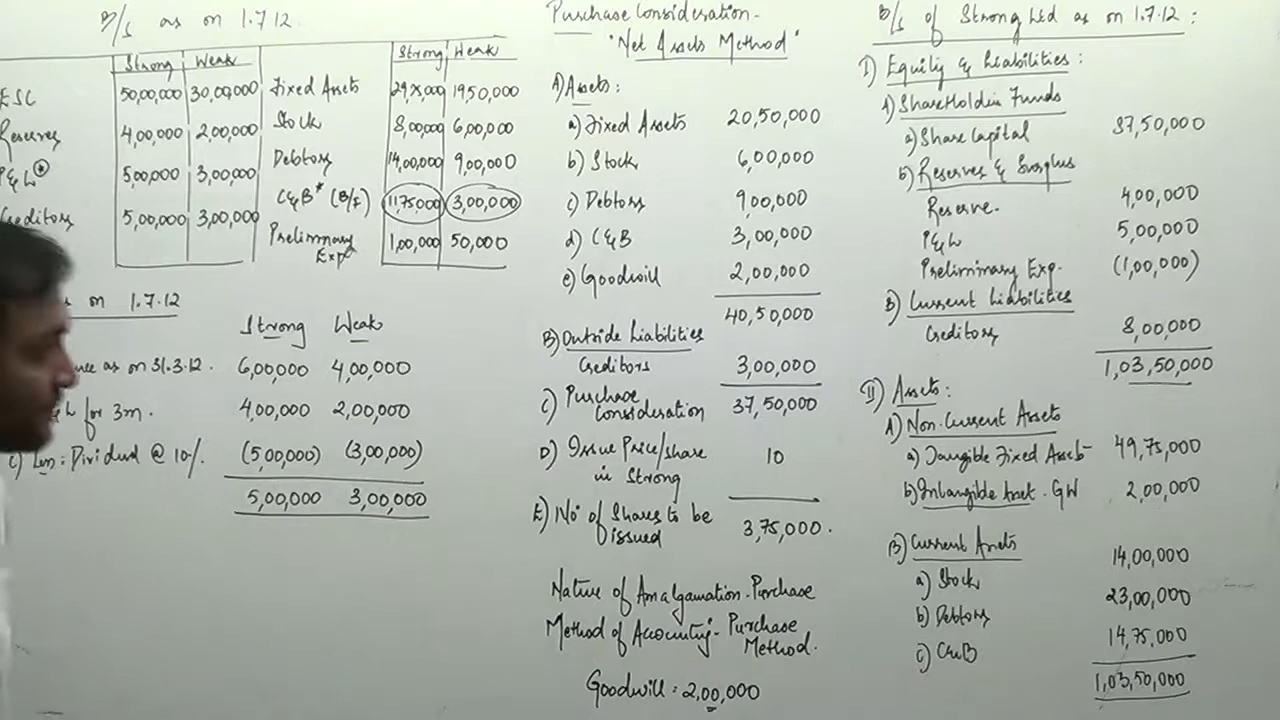 B/S as on 1.7.12
Strong Weak Strong Weak
ESC 50,00,000 30,00,000 Fixed Assets 29,25,000 19,50,000
Reserves 4,00,000 2,00,000 Stock 8,00,000 6,00,000
P&L* 5,00,000 3,00,000 Debtors 14,00,000 9,00,000
Creditors 5,00,000 3,00,000 C&B* (B/F) 11,75,000 3,00,000
Preliminary Exp 1,00,000 50,000
as on 1.7.12
Strong Weak
as on 31.3.12. 6,00,000 4,00,000
for 3m. 4,00,000 2,00,000
C) Less: Dividend @ 10%. (5,00,000) (3,00,000)
5,00,000 3,00,000
Purchase Consideration -
"Net Assets Method"
A) Assets:
a) Fixed Assets 20,50,000
b) Stock 6,00,000
c) Debtors 9,00,000
d) C&B 3,00,000
e) Goodwill 2,00,000
40,50,000
B) Outside Liabilities
Creditors 3,00,000
C) Purchase Consideration 37,50,000
D) Issue Price/share in Strong 10
E) No of Shares to be issued 3,75,000.
Nature of Amalgamation - Purchase
Method of Accounting - Purchase Method.
Goodwill = 2,00,000
B/S of Strong Ltd as on 1.7.12 :
I) Equity & Liabilities :
A) Shareholders Funds
a) Share Capital 87,50,000
b) Reserves & Surplus
Reserve. 4,00,000
P&L 5,00,000
Preliminary Exp. (1,00,000)
B) Current Liabilities
Creditors 8,00,000
1,03,50,000
II) Assets :
A) Non-Current Assets
a) Tangible Fixed Asset - 49,75,000
b) Intangible Asset - GW 2,00,000
B) Current Assets
a) Stock 14,00,000
b) Debtors 23,00,000
c) C&B 14,75,000
1,03,50,000